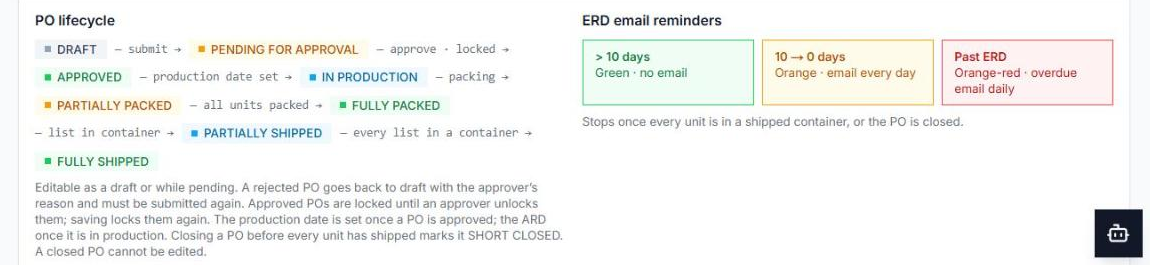 PO lifecycle
DRAFT — submit → PENDING FOR APPROVAL — approve · locked →
APPROVED — production date set → IN PRODUCTION — packing →
PARTIALLY PACKED — all units packed → FULLY PACKED
— list in container → PARTIALLY SHIPPED — every list in a container →
FULLY SHIPPED
Editable as a draft or while pending. A rejected PO goes back to draft with the approver's
reason and must be submitted again. Approved POs are locked until an approver unlocks
them; saving locks them again. The production date is set once a PO is approved; the ARD
once it is in production. Closing a PO before every unit has shipped marks it SHORT CLOSED.
A closed PO cannot be edited.
ERD email reminders
> 10 days
Green · no email
10 → 0 days
Orange · email every day
Past ERD
Orange-red · overdue
email daily
Stops once every unit is in a shipped container, or the PO is closed.